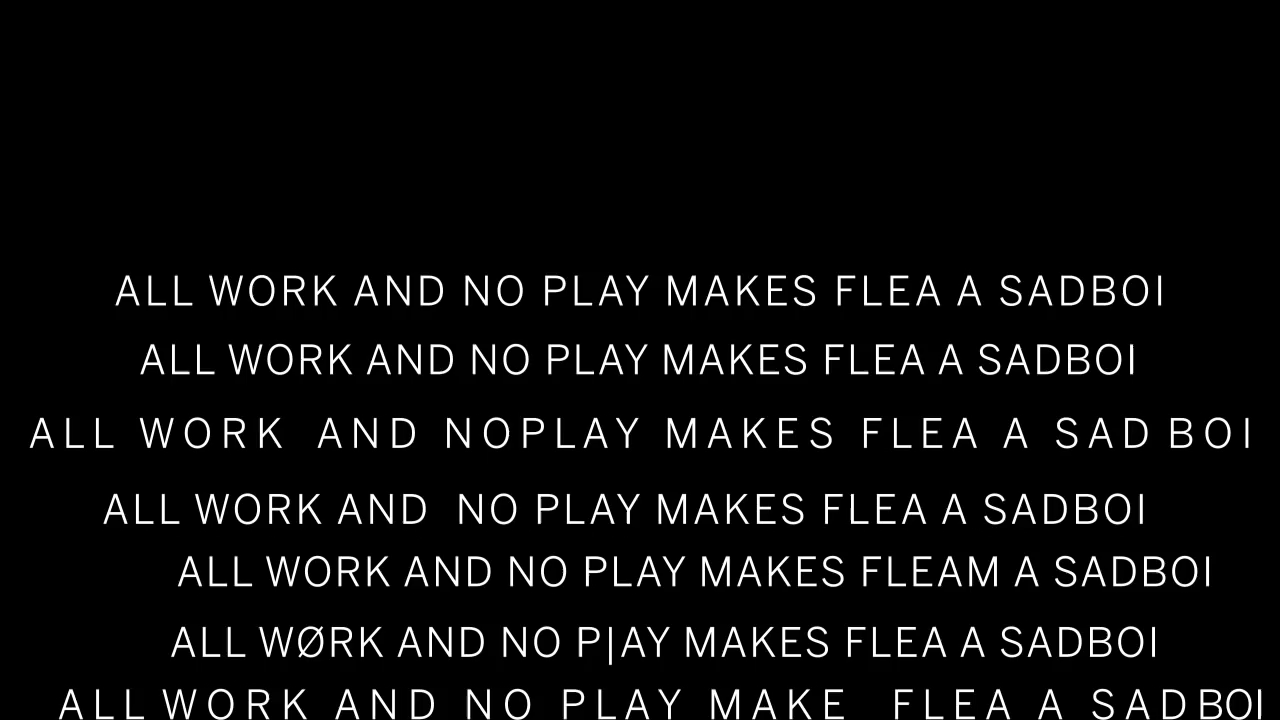 ALL WORK AND NO PLAY MAKES FLEA A SADBOI
ALL WORK AND NO PLAY MAKES FLEA A SADBOI
ALL WORK AND NOPLAY MAKES FLEA A SAD BOI
ALL WORK AND NO PLAY MAKES FLEA A SADBOI
ALL WORK AND NO PLAY MAKES FLEAM A SADBOI
ALL WØRK AND NO P|AY MAKES FLEA A SADBOI
ALL WORK AND NO PLAY MAKE FLEA A SAD BOI